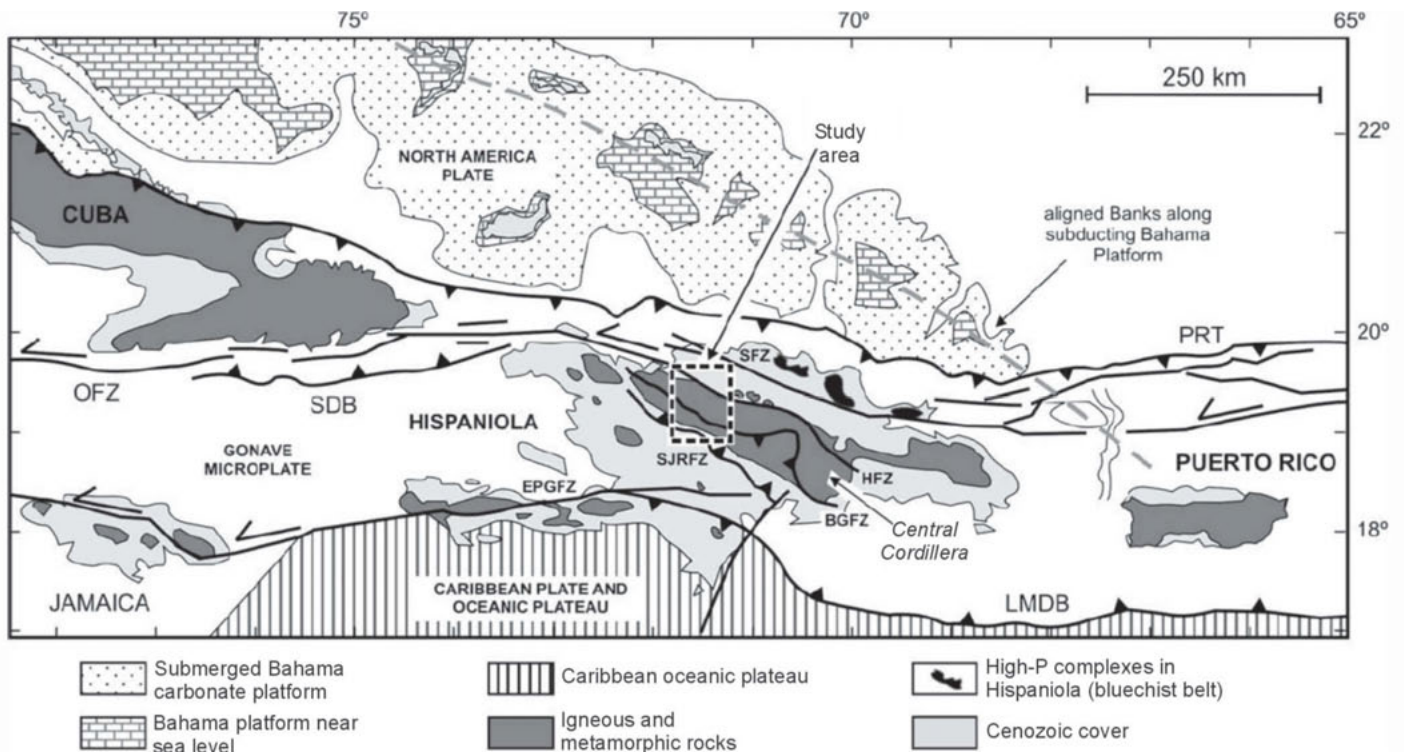 75º
70º
65º
250 km
22º
20º
18º
Study
area
NORTH AMERICA
PLATE
CUBA
aligned Banks along
subducting Bahama
Platform
PRT
SFZ
OFZ
SDB
HISPANIOLA
GONAVE
MICROPLATE
SJRFZ
EPGFZ
HFZ
BGFZ
PUERTO RICO
Central
Cordillera
JAMAICA
CARIBBEAN PLATE AND
OCEANIC PLATEAU
LMDB
Submerged Bahama
carbonate platform
Bahama platform near
sea level
Caribbean oceanic plateau
Igneous and
metamorphic rocks
High-P complexes in
Hispaniola (bluechist belt)
Cenozoic cover